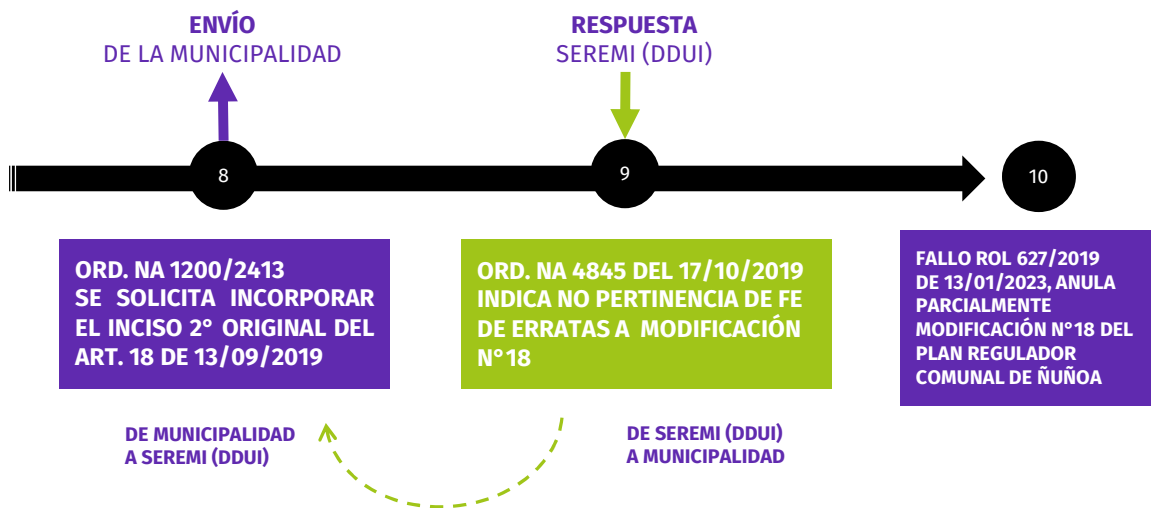 ENVÍO
DE LA MUNICIPALIDAD
RESPUESTA
SEREMI (DDUI)
8
9
10
ORD. NA 1200/2413
SE SOLICITA INCORPORAR
EL INCISO 2° ORIGINAL DEL
ART. 18 DE 13/09/2019
ORD. NA 4845 DEL 17/10/2019
INDICA NO PERTINENCIA DE FE
DE ERRATAS A MODIFICACIÓN
N°18
FALLO ROL 627/2019
DE 13/01/2023, ANULA
PARCIALMENTE
MODIFICACIÓN N°18 DEL
PLAN REGULADOR
COMUNAL DE ÑUÑOA
DE MUNICIPALIDAD
A SEREMI (DDUI)
DE SEREMI (DDUI)
A MUNICIPALIDAD